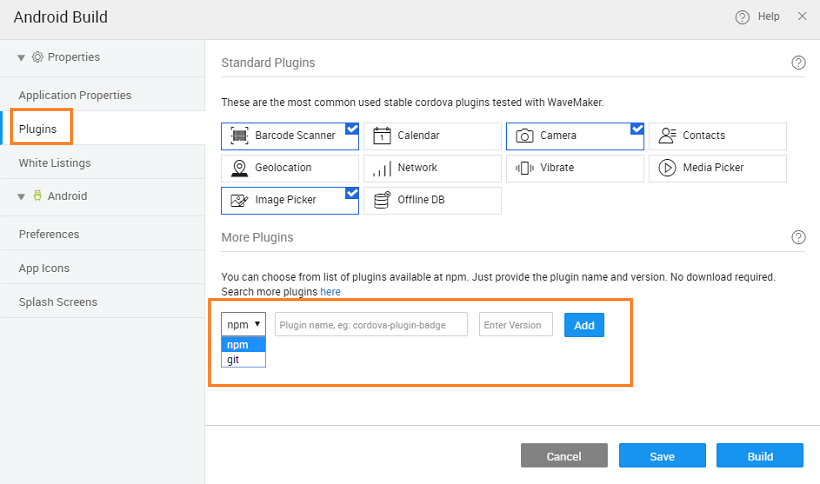 Android Build
Help
Properties
Application Properties
Plugins
White Listings
Android
Preferences
App Icons
Splash Screens
Standard Plugins
These are the most common used stable cordova plugins tested with WaveMaker.
Barcode Scanner
1
Calendar
Camera
Contacts
Geolocation
Network
Vibrate
Media Picker
Image Picker
Offline DB
More Plugins
You can choose from list of plugins available at npm. Just provide the plugin name and version. No download required.
Search more plugins here
npm Plugin name, eg: cordova-plugin-badge Enter Version Add
npm
git
Cancel Save Build